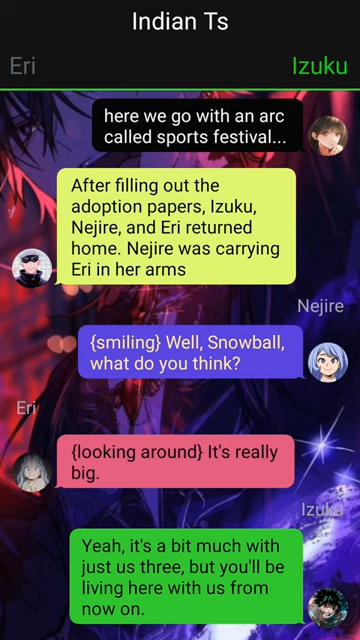 Indian Ts
Eri
Izuku
here we go with an arc
called sports festival...
After filling out the
adoption papers, Izuku,
Nejire, and Eri returned
home. Nejire was carrying
Eri in her arms
Nejire
{smiling} Well, Snowball,
what do you think?
Eri
{looking around} It's really
big.
Izuku
Yeah, it's a bit much with
just us three, but you'll be
living here with us from
now on.